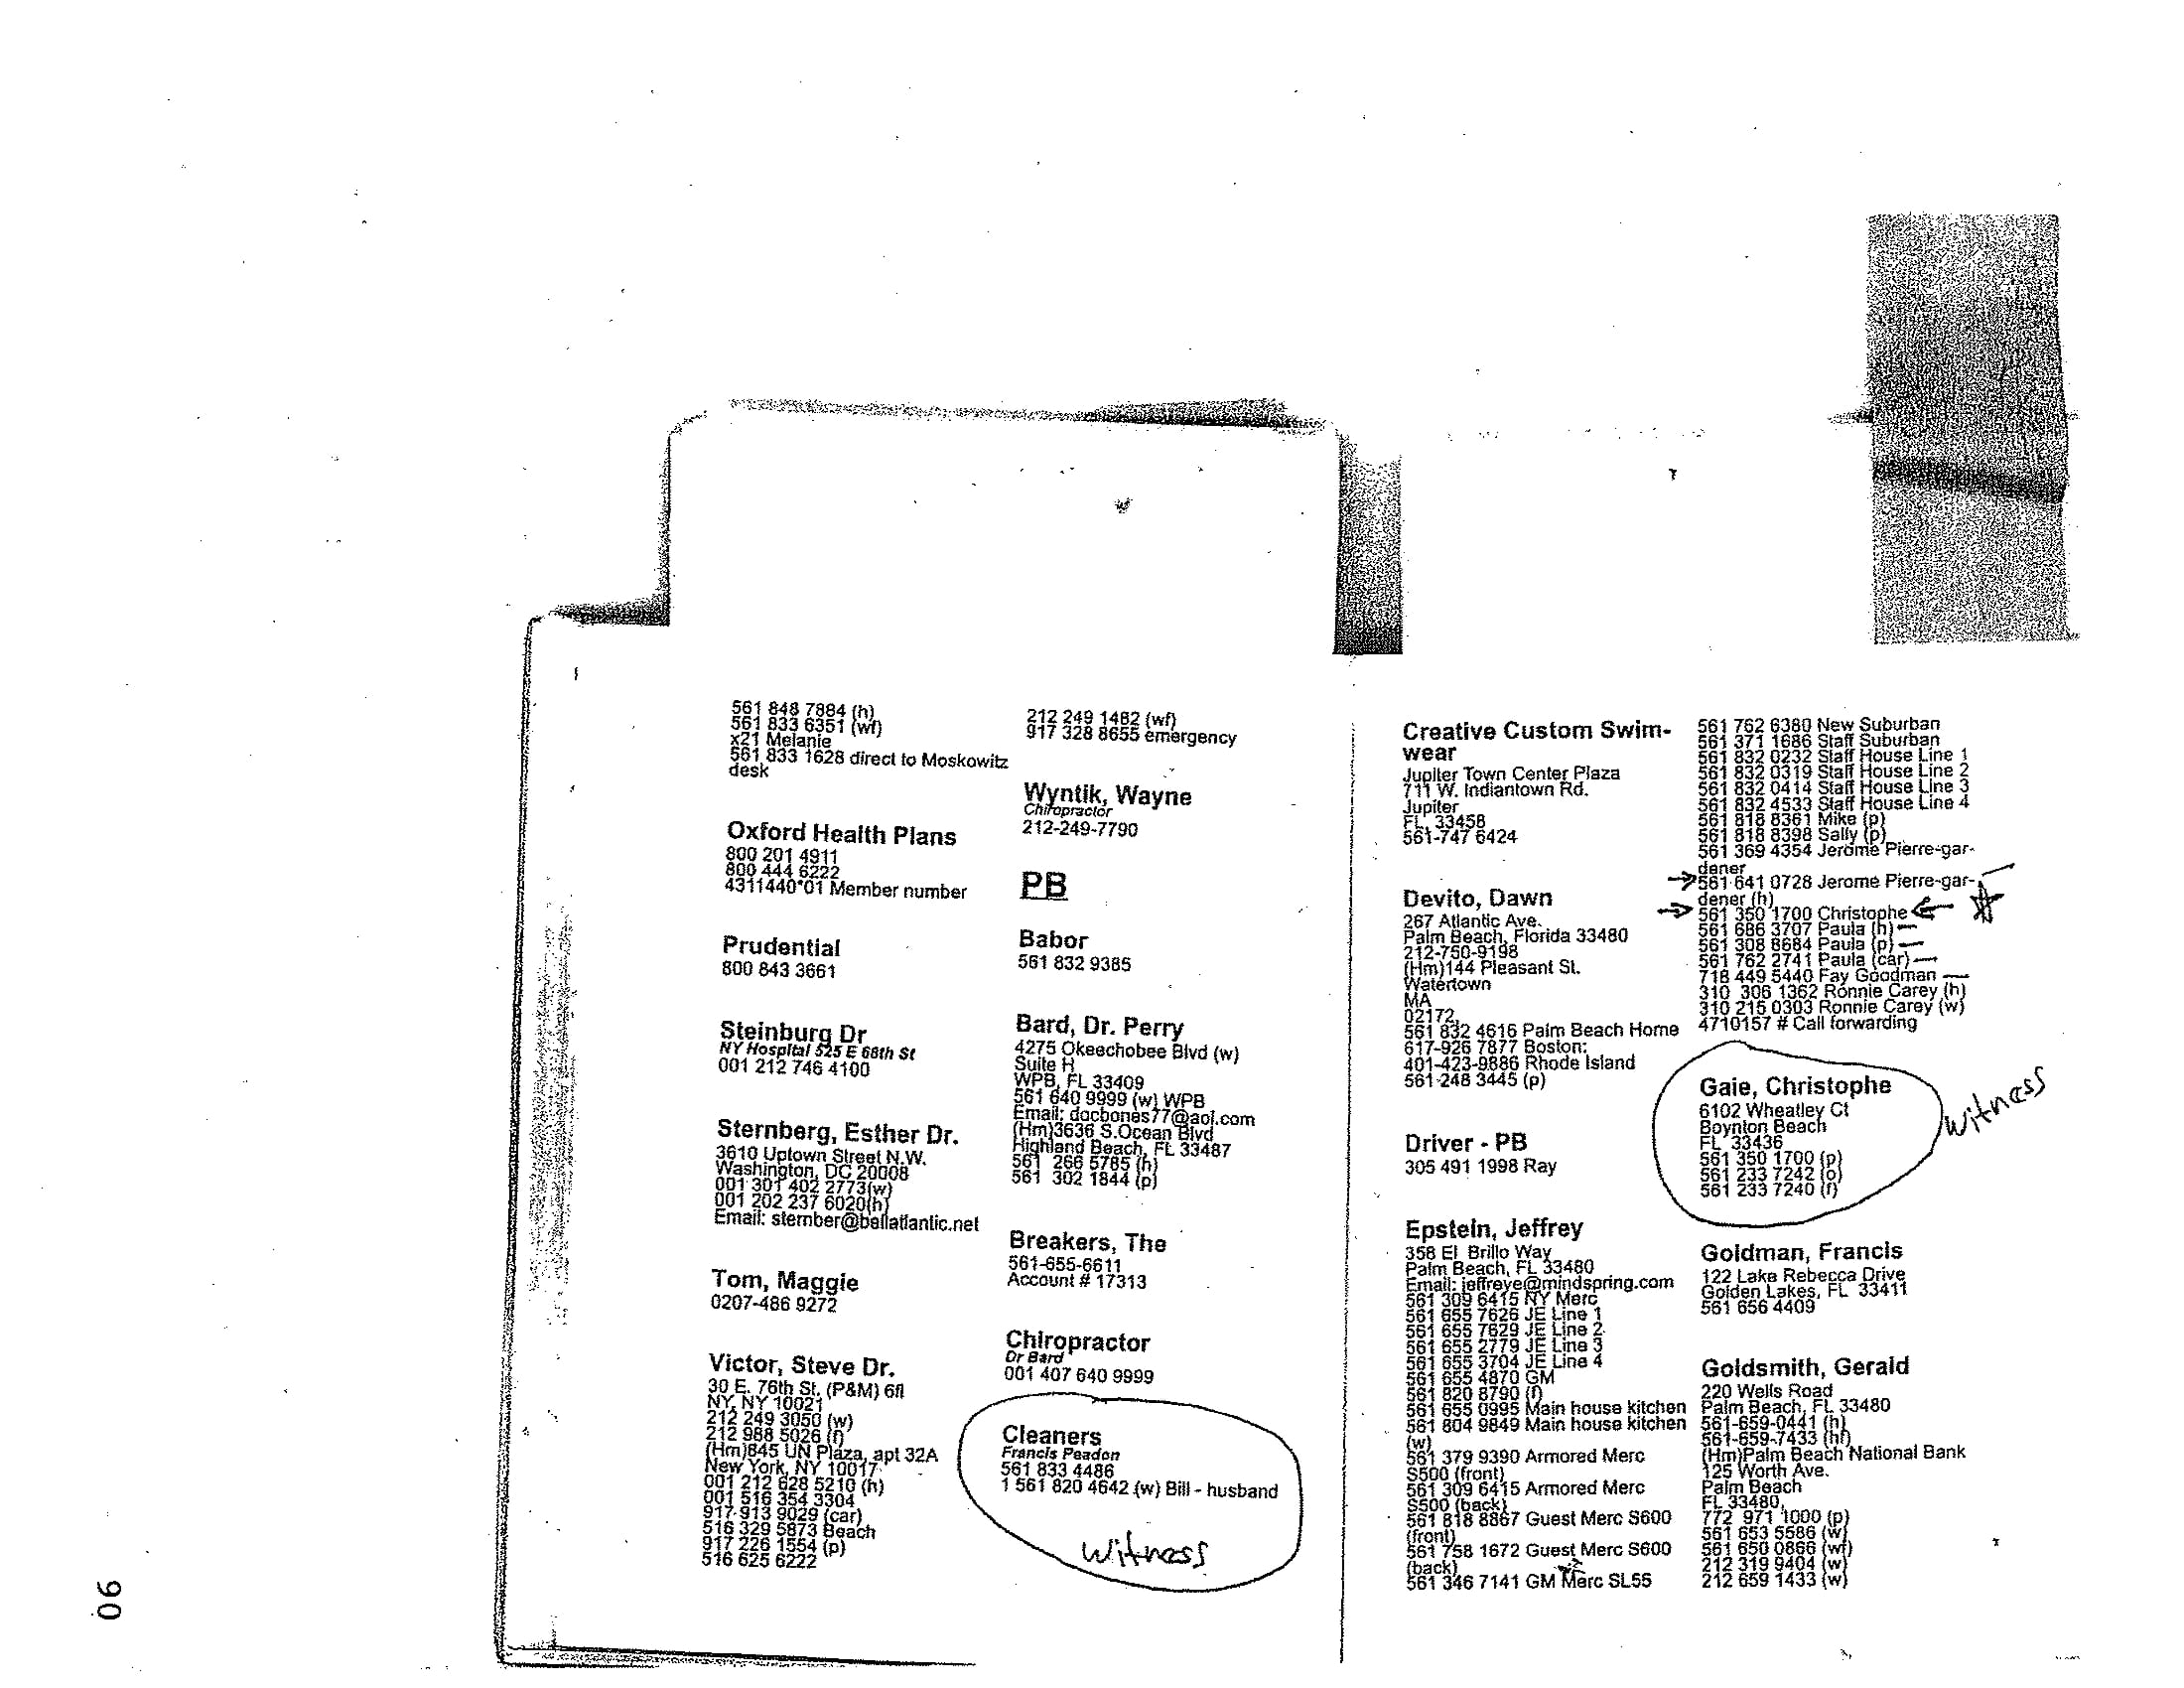 561 848 7884 (h)
561 833 6351 (wf)
x21 Melanie
561 833 1628 direct to Moskowitz
desk
Oxford Health Plans
800 201 4911
800 444 6222
4311440*01 Member number
Prudential
800 843 3661
Steinburg Dr
NY Hospital 525 E 68th St
001 212 746 4100
Sternberg, Esther Dr.
3610 Uptown Street N.W.
Washington, DC 20008
001 301 402 2773(w)
001 202 237 6020(h)
Email: sternber@bellatlantic.net
Tom, Maggie
0207-486 9272
Victor, Steve Dr.
30 E. 76th St. (P&M) 6fl
NY, NY 10021
212 249 3050 (w)
212 988 5026 (f)
(Hm)845 UN Plaza, apt 32A
New York, NY 10017
001 212 628 5210 (h)
001 516 354 3304
917-913 9029 (car)
516 329 5873 Beach
917 226 1554 (p)
516 625 6222
212 249 1482 (wf)
917 328 8655 emergency
Wyntik, Wayne
Chiropractor
212-249-7790
PB
Babor
561 832 9385
Bard, Dr. Perry
4275 Okeechobee Blvd (w)
Suite H
WPB, FL 33409
561 640 9999 (w) WPB
Email: docbones77@aol.com
(Hm)3636 S.Ocean Blvd
Highland Beach, FL 33487
561 266 5785 (h)
561 302 1844 (p)
Breakers, The
561-655-6611
Account # 17313
Chiropractor
Dr Bard
001 407 640 9999
Cleaners
Francis Peadon
561 833 4486
1 561 820 4642 (w) Bill - husband
witness
Creative Custom Swim-
wear
Jupiter Town Center Plaza
711 W. Indiantown Rd.
Jupiter
FL, 33458
561-747 6424
Devito, Dawn
267 Atlantic Ave.
Palm Beach, Florida 33480
212-750-9198
(Hm)144 Pleasant St.
Watertown
MA
02172,
561 832 4616 Palm Beach Home
617-926 7877 Boston:
401-423-9886 Rhode Island
561-248 3445 (p)
Driver - PB
305 491 1998 Ray
Epstein, Jeffrey
358 El Brillo Way
Palm Beach, FL 33480
Email: jeffreye@mindspring.com
561 309 6415 NY Merc
561 655 7626 JE Line 1
561 655 7629 JE Line 2
561 655 2779 JE Line 3
561 655 3704 JE Line 4
561 655 4870 GM
561 820 8790 (f)
561 655 0995 Main house kitchen
561 804 9849 Main house kitchen
(w)
561 379 9390 Armored Merc
S500 (front)
561 309 6415 Armored Merc
S500 (back)
561 818 8867 Guest Merc S600
(front)
561 758 1672 Guest Merc S600
(back)
561 346 7141 GM Merc SL55
561 762 6380 New Suburban
561 371 1686 Staff Suburban
561 832 0232 Staff House Line 1
561 832 0319 Staff House Line 2
561 832 0414 Staff House Line 3
561 832 4533 Staff House Line 4
561 818 8361 Mike (p)
561 818 8398 Sally (p)
561 369 4354 Jerome Pierre-gar-
dener
561 641 0728 Jerome Pierre-gar-
dener (h)
561 350 1700 Christophe
561 686 3707 Paula (h)
561 308 8684 Paula (p)
561 762 2741 Paula (car)
718 449 5440 Fay Goodman
310 306 1362 Ronnie Carey (h)
310 215 0303 Ronnie Carey (w)
4710157 # Call forwarding
Gaie, Christophe
6102 Wheatley Ct
Boynton Beach
FL 33436
561 350 1700 (p)
561 233 7242 (o)
561 233 7240 (f)
witness
Goldman, Francis
122 Lake Rebecca Drive
Golden Lakes, FL 33411
561 656 4409
Goldsmith, Gerald
220 Wells Road
Palm Beach, FL 33480
561-659-0441 (h)
561-659-7433 (hf)
(Hm)Palm Beach National Bank
125 Worth Ave.
Palm Beach
FL 33480,
772 971 1000 (p)
561 653 5586 (w)
561 650 0866 (wf)
212 319 9404 (w)
212 659 1433 (w)
90